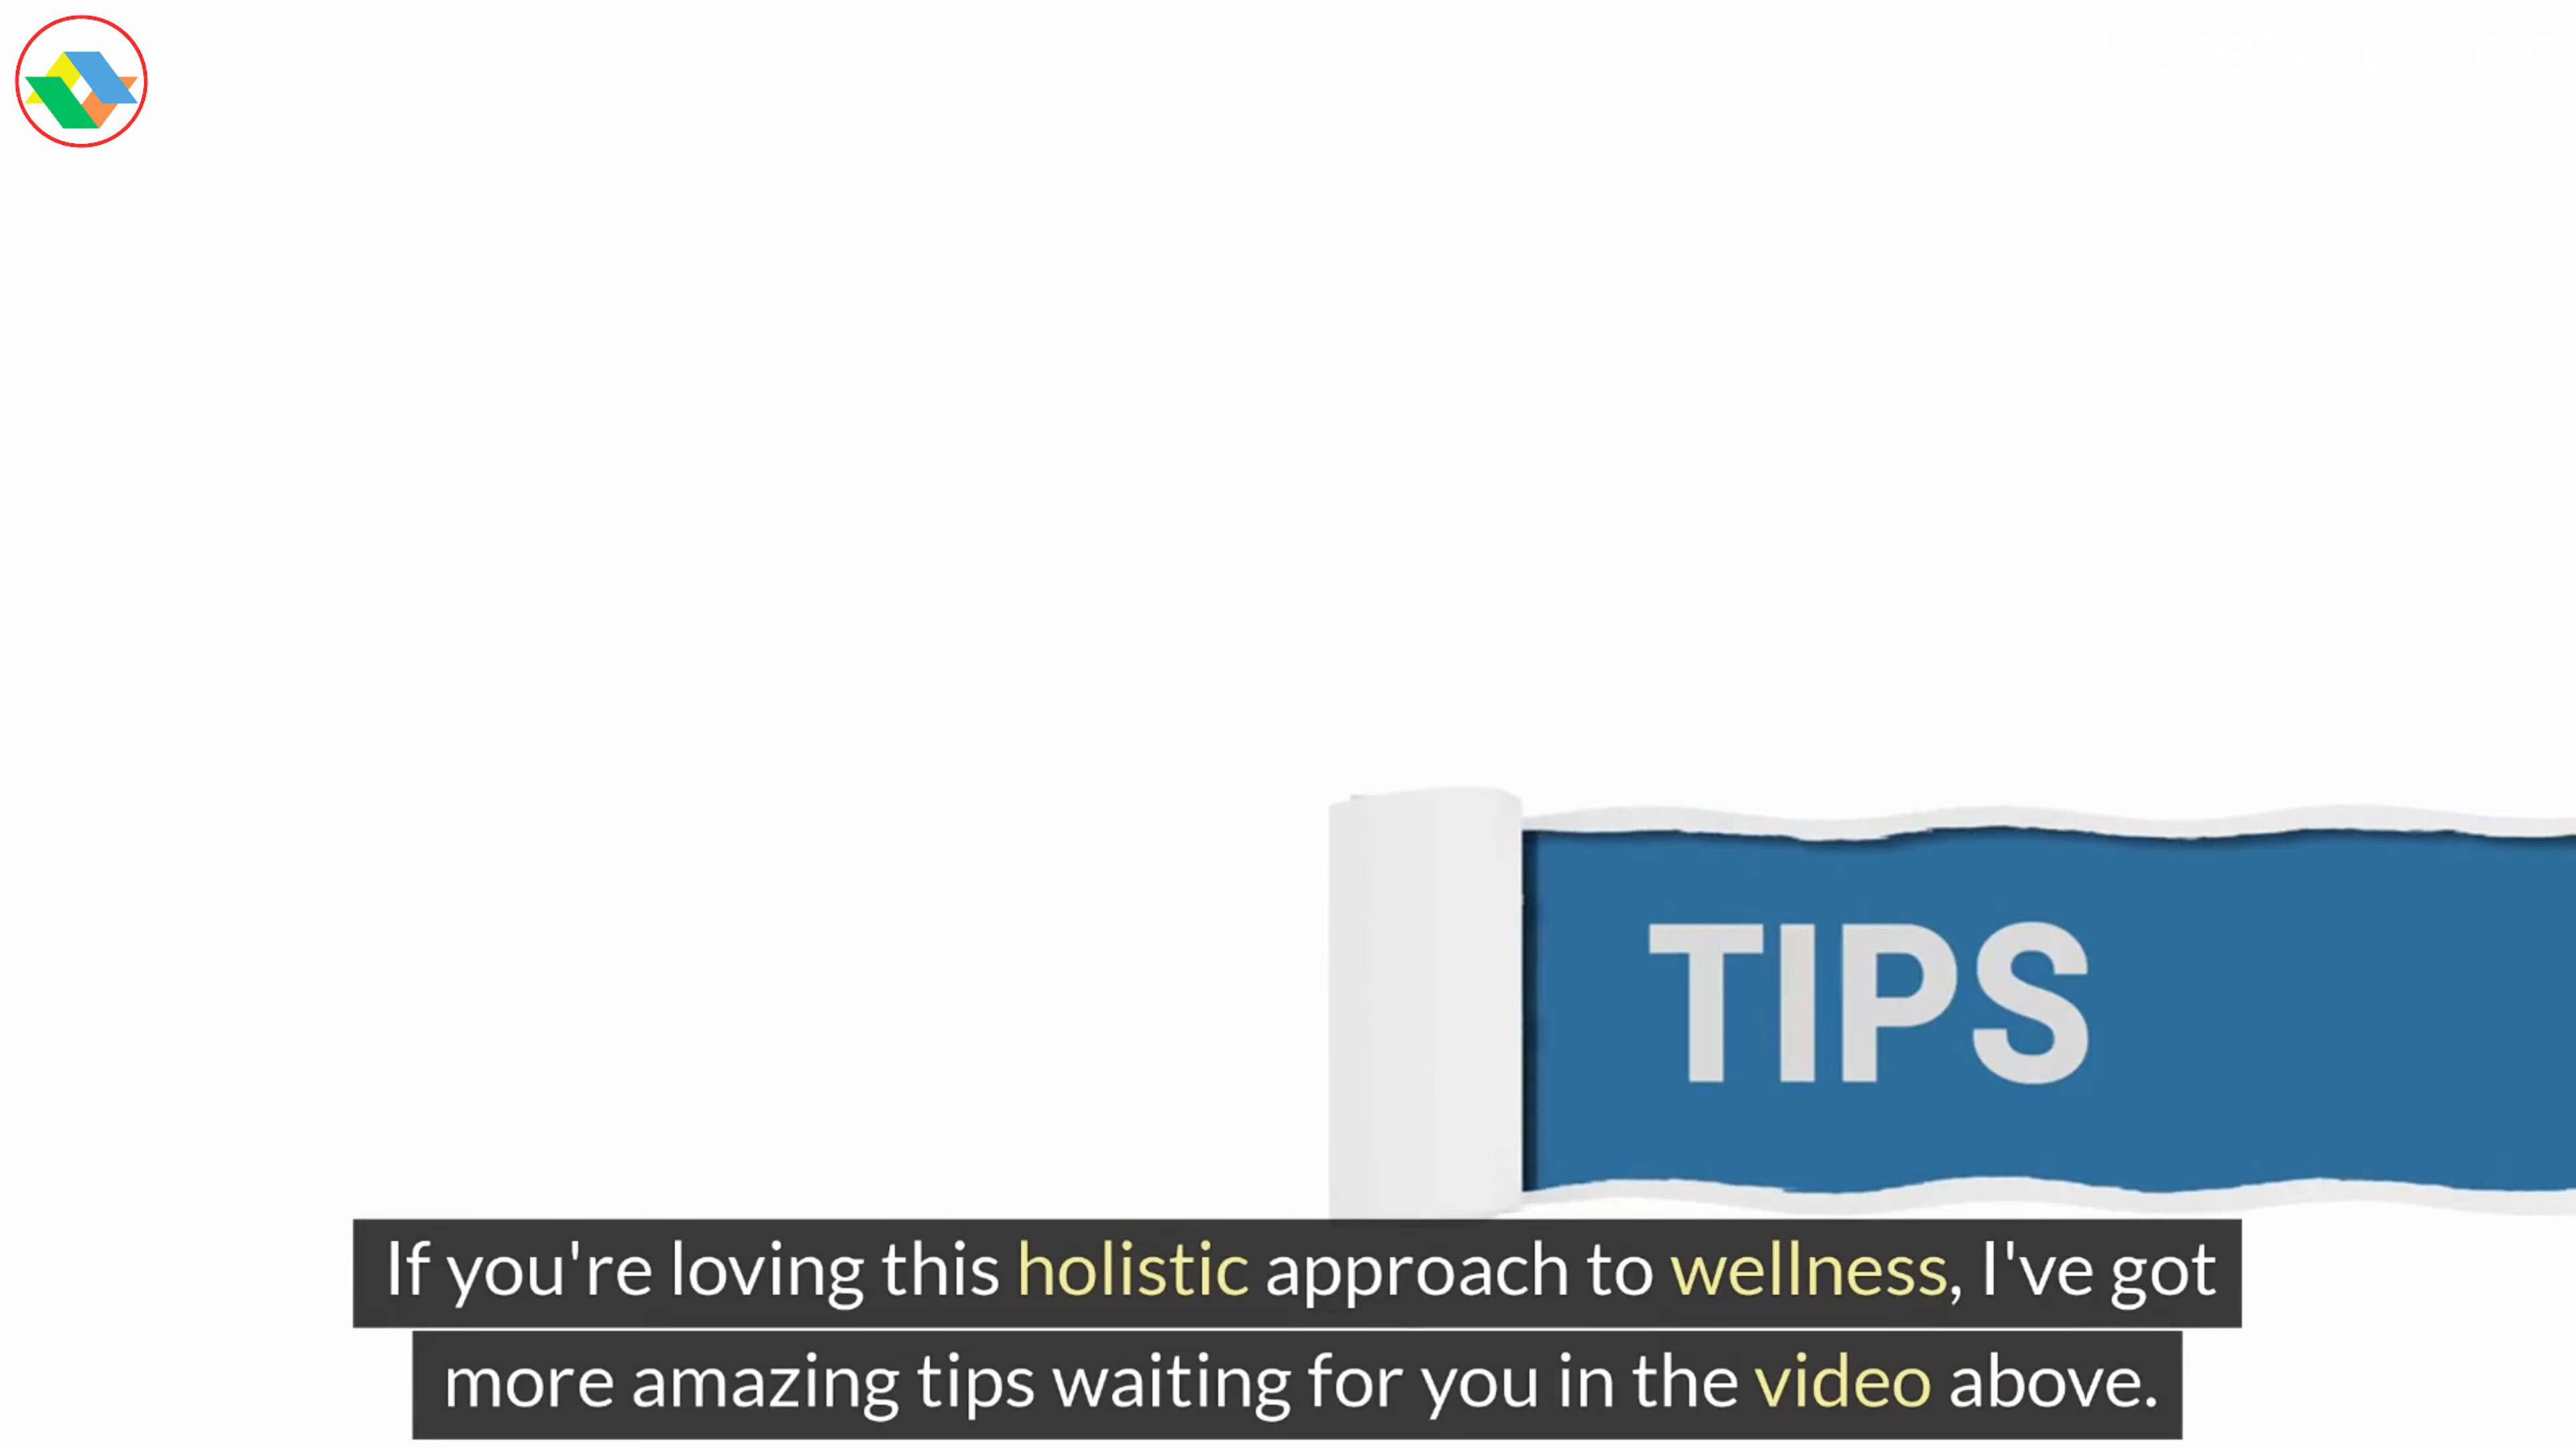 PureNutrition
TIPS
If you're loving this holistic approach to wellness, I've got
more amazing tips waiting for you in the video above.